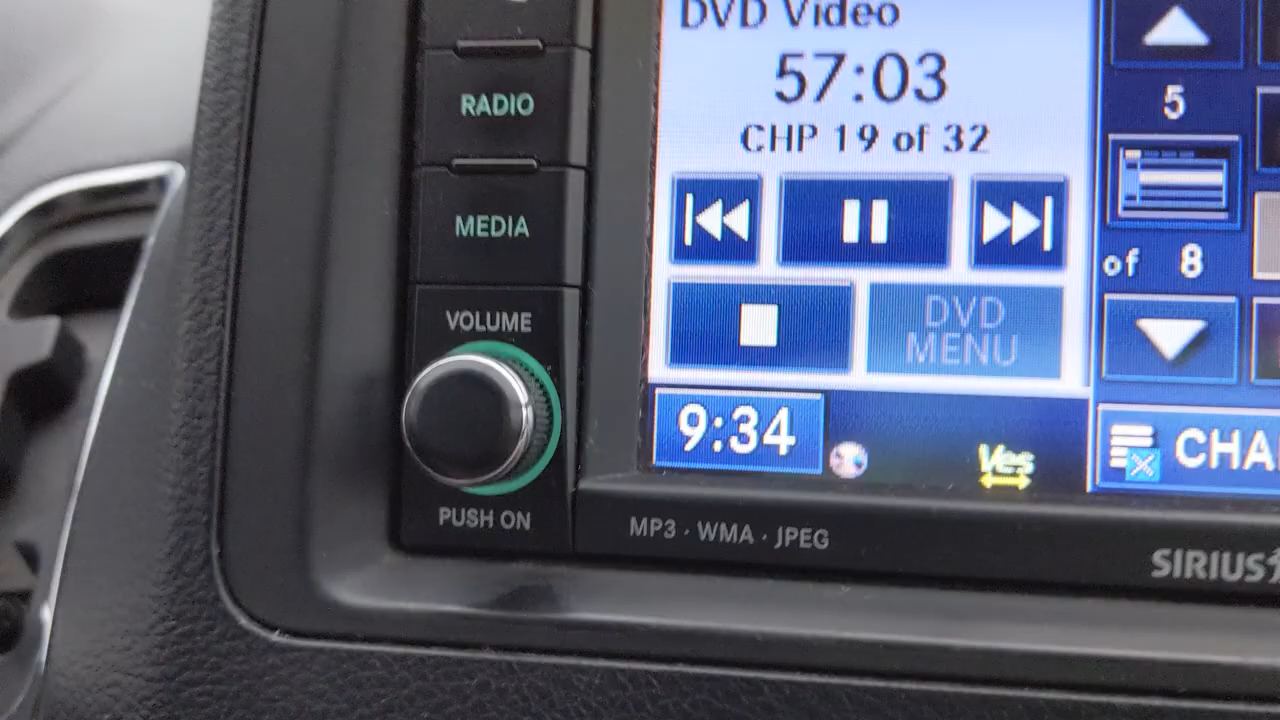 DVD Video
57:03
CHP 19 of 32
DVD
MENU
9:34
Ves
5
of 8
CHA
RADIO
MEDIA
VOLUME
PUSH ON
MP3 · WMA · JPEG
SIRIUS